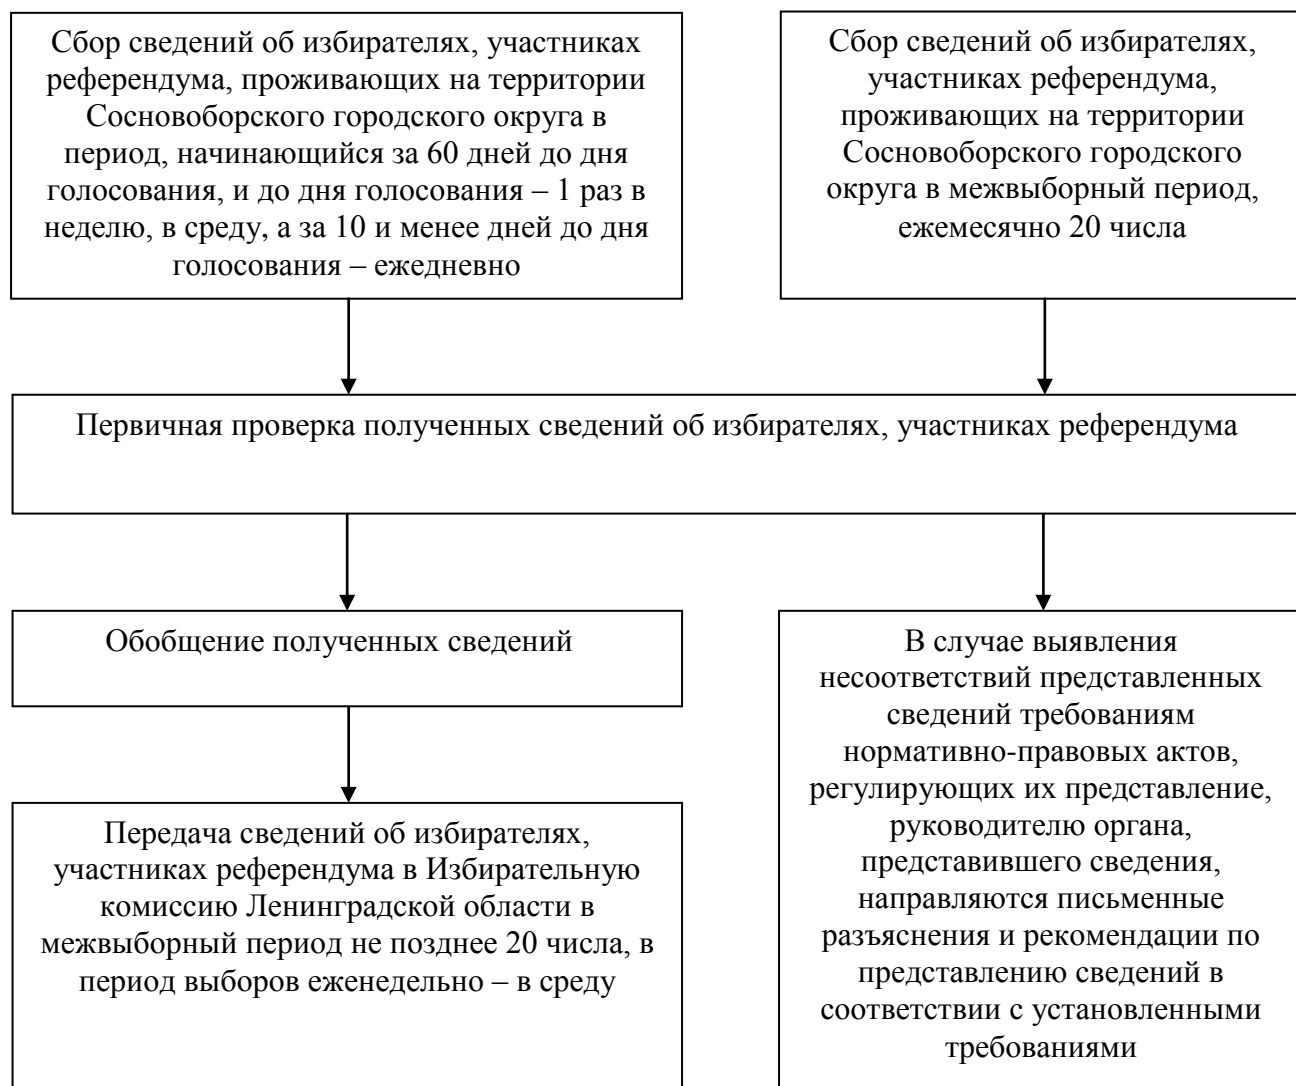 Сбор сведений об избирателях, участниках
референдума, проживающих на территории
Сосновоборского городского округа в
период, начинающийся за 60 дней до дня
голосования, и до дня голосования – 1 раз в
неделю, в среду, а за 10 и менее дней до дня
голосования – ежедневно
Сбор сведений об избирателях,
участниках референдума,
проживающих на территории
Сосновоборского городского
округа в межвыборный период,
ежемесячно 20 числа
Первичная проверка полученных сведений об избирателях, участниках референдума
Обобщение полученных сведений
Передача сведений об избирателях,
участниках референдума в Избирательную
комиссию Ленинградской области в
межвыборный период не позднее 20 числа, в
период выборов еженедельно – в среду
В случае выявления
несоответствий представленных
сведений требованиям
нормативно-правовых актов,
регулирующих их представление,
руководителю органа,
представившего сведения,
направляются письменные
разъяснения и рекомендации по
представлению сведений в
соответствии с установленными
требованиями